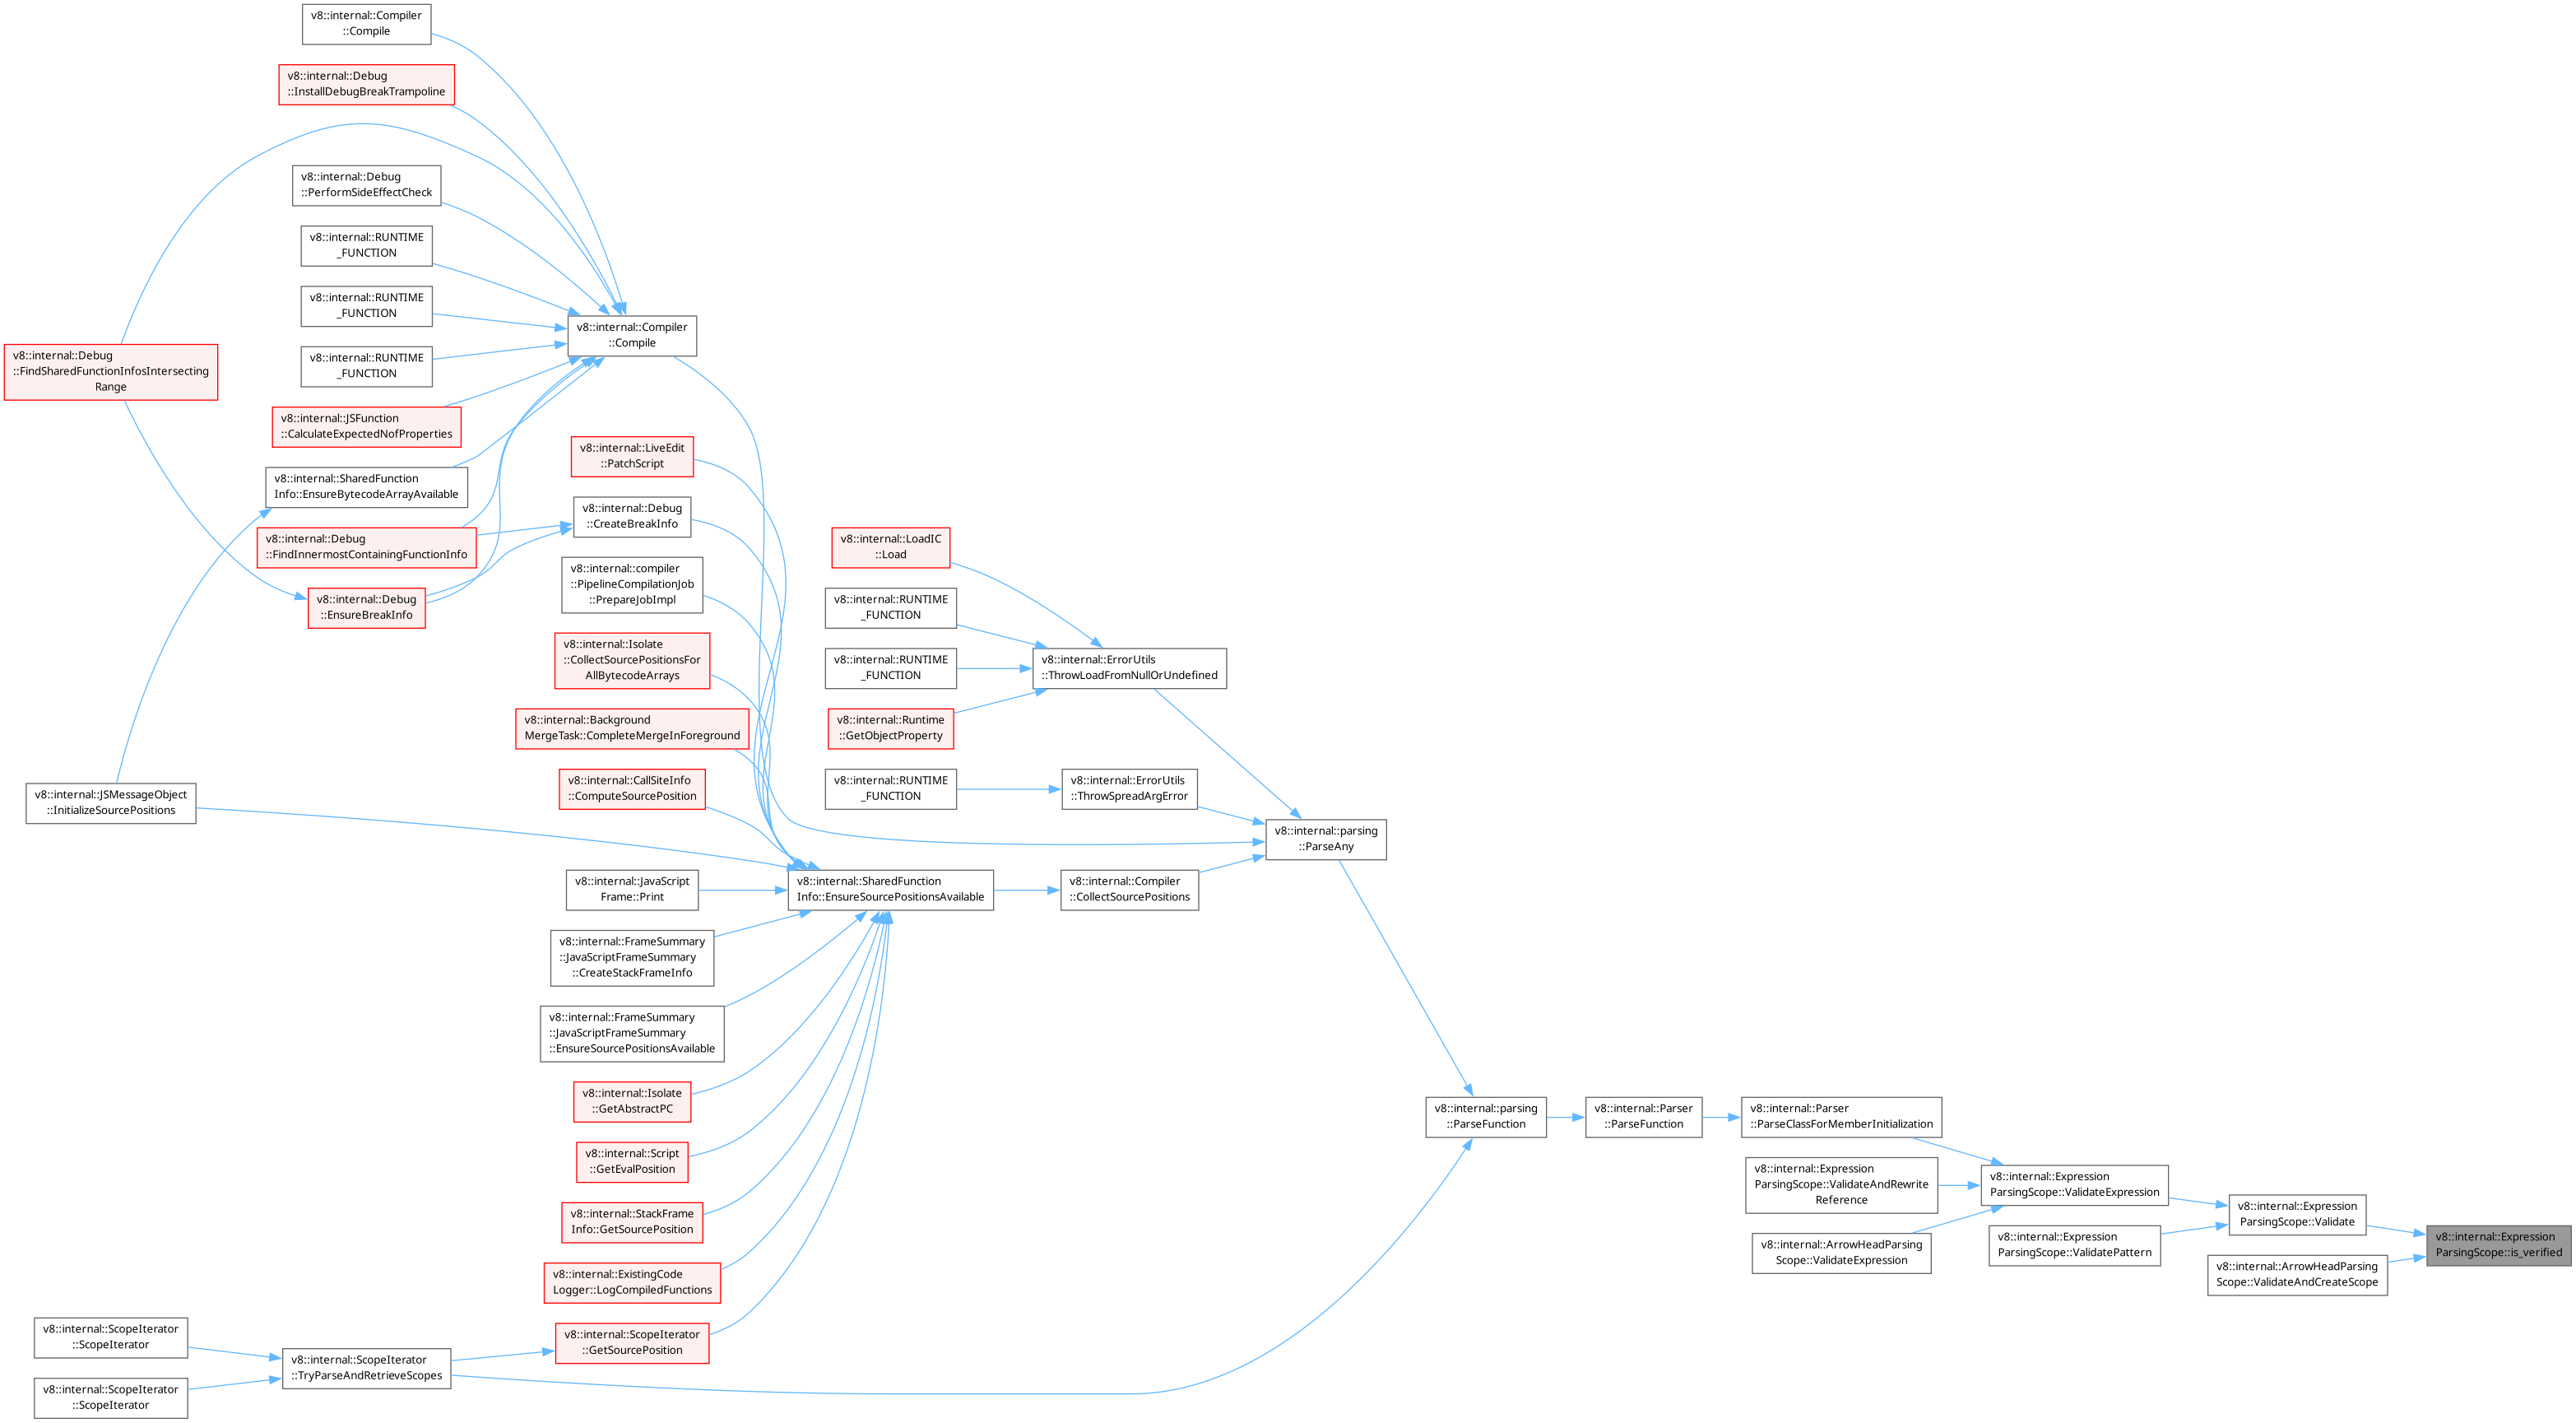 v8::internal::Compiler
::Compile
v8::internal::Debug
::InstallDebugBreakTrampoline
v8::internal::Debug
::PerformSideEffectCheck
v8::internal::RUNTIME
_FUNCTION
v8::internal::RUNTIME
_FUNCTION
v8::internal::RUNTIME
_FUNCTION
v8::internal::Compiler
::Compile
v8::internal::Debug
::FindSharedFunctionInfosIntersecting
Range
v8::internal::JSFunction
::CalculateExpectedNofProperties
v8::internal::SharedFunction
Info::EnsureBytecodeArrayAvailable
v8::internal::Debug
::FindInnermostContainingFunctionInfo
v8::internal::Debug
::EnsureBreakInfo
v8::internal::LiveEdit
::PatchScript
v8::internal::Debug
::CreateBreakInfo
v8::internal::compiler
::PipelineCompilationJob
::PrepareJobImpl
v8::internal::Isolate
::CollectSourcePositionsFor
AllBytecodeArrays
v8::internal::Background
MergeTask::CompleteMergeInForeground
v8::internal::CallSiteInfo
::ComputeSourcePosition
v8::internal::JSMessageObject
::InitializeSourcePositions
v8::internal::LoadIC
::Load
v8::internal::RUNTIME
_FUNCTION
v8::internal::RUNTIME
_FUNCTION
v8::internal::Runtime
::GetObjectProperty
v8::internal::RUNTIME
_FUNCTION
v8::internal::ErrorUtils
::ThrowLoadFromNullOrUndefined
v8::internal::ErrorUtils
::ThrowSpreadArgError
v8::internal::parsing
::ParseAny
v8::internal::JavaScript
Frame::Print
v8::internal::SharedFunction
Info::EnsureSourcePositionsAvailable
v8::internal::Compiler
::CollectSourcePositions
v8::internal::FrameSummary
::JavaScriptFrameSummary
::CreateStackFrameInfo
v8::internal::FrameSummary
::JavaScriptFrameSummary
::EnsureSourcePositionsAvailable
v8::internal::Isolate
::GetAbstractPC
v8::internal::Script
::GetEvalPosition
v8::internal::StackFrame
Info::GetSourcePosition
v8::internal::ExistingCode
Logger::LogCompiledFunctions
v8::internal::ScopeIterator
::GetSourcePosition
v8::internal::ScopeIterator
::ScopeIterator
v8::internal::ScopeIterator
::ScopeIterator
v8::internal::ScopeIterator
::TryParseAndRetrieveScopes
v8::internal::parsing
::ParseFunction
v8::internal::Parser
::ParseFunction
v8::internal::Parser
::ParseClassForMemberInitialization
v8::internal::Expression
ParsingScope::ValidateAndRewrite
Reference
v8::internal::ArrowHeadParsing
Scope::ValidateExpression
v8::internal::Expression
ParsingScope::ValidateExpression
v8::internal::Expression
ParsingScope::ValidatePattern
v8::internal::Expression
ParsingScope::Validate
v8::internal::ArrowHeadParsing
Scope::ValidateAndCreateScope
v8::internal::Expression
ParsingScope::is_verified